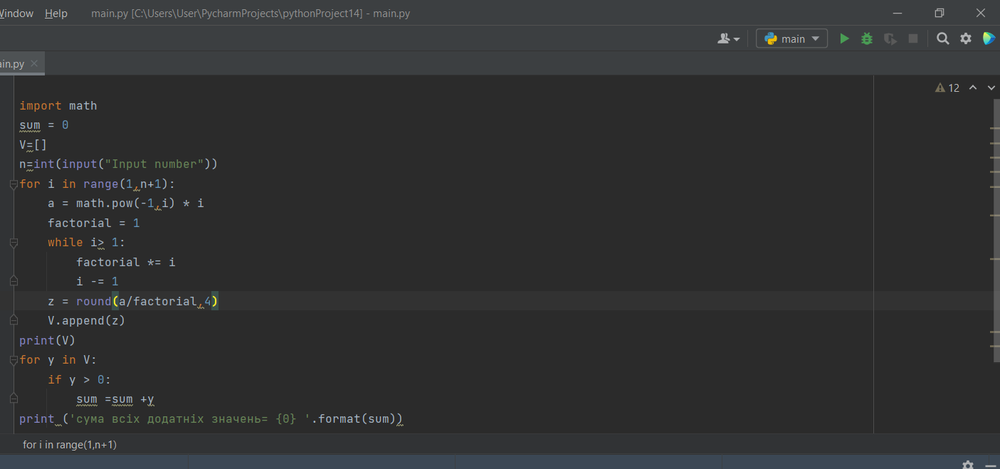 Window Help main.py [C:\Users\User\PycharmProjects\pythonProject14] - main.py
main
ain.py
12
import math
sum = 0
V=[]
n=int(input("Input number"))
for i in range(1,n+1):
    a = math.pow(-1,i) * i
    factorial = 1
    while i> 1:
        factorial *= i
        i -= 1
    z = round(a/factorial,4)
    V.append(z)
print(V)
for y in V:
    if y > 0:
        sum =sum +y
print ('сума всіх додатніх значень= {0} '.format(sum))
for i in range(1,n+1)